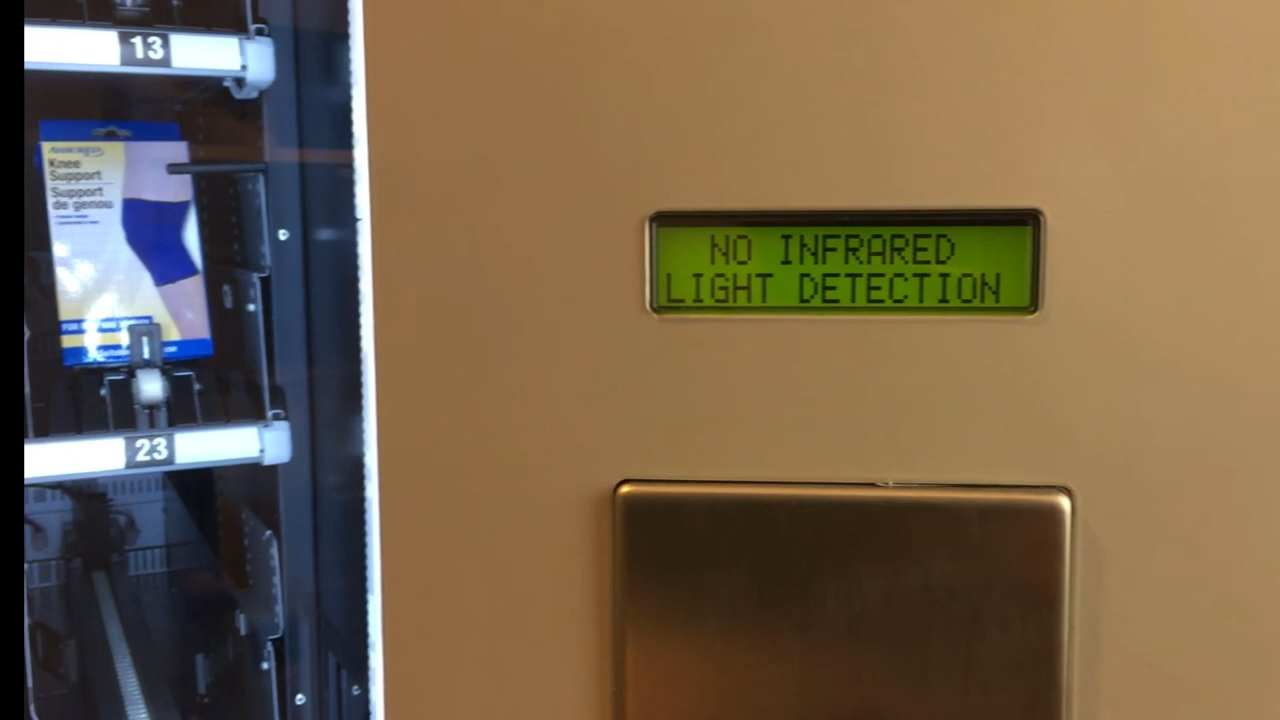 13
Knee
Support
Support
de genou
23
NO INFRARED
LIGHT DETECTION